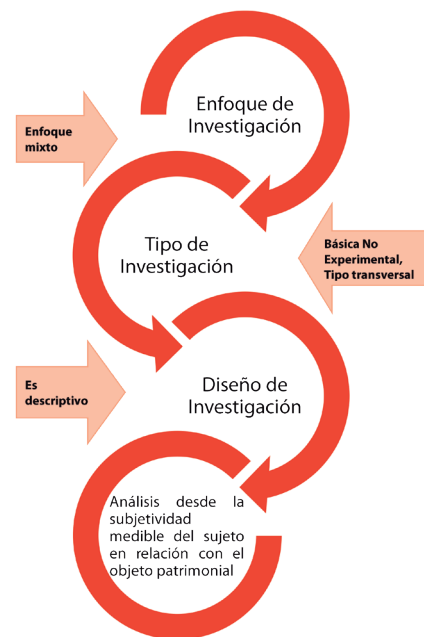 Enfoque de
Investigación
Enfoque
mixto
Tipo de
Investigación
Básica No
Experimental,
Tipo transversal
Es
descriptivo
Diseño de
Investigación
Análisis desde la
subjetividad
medible del sujeto
en relación con el
objeto patrimonial